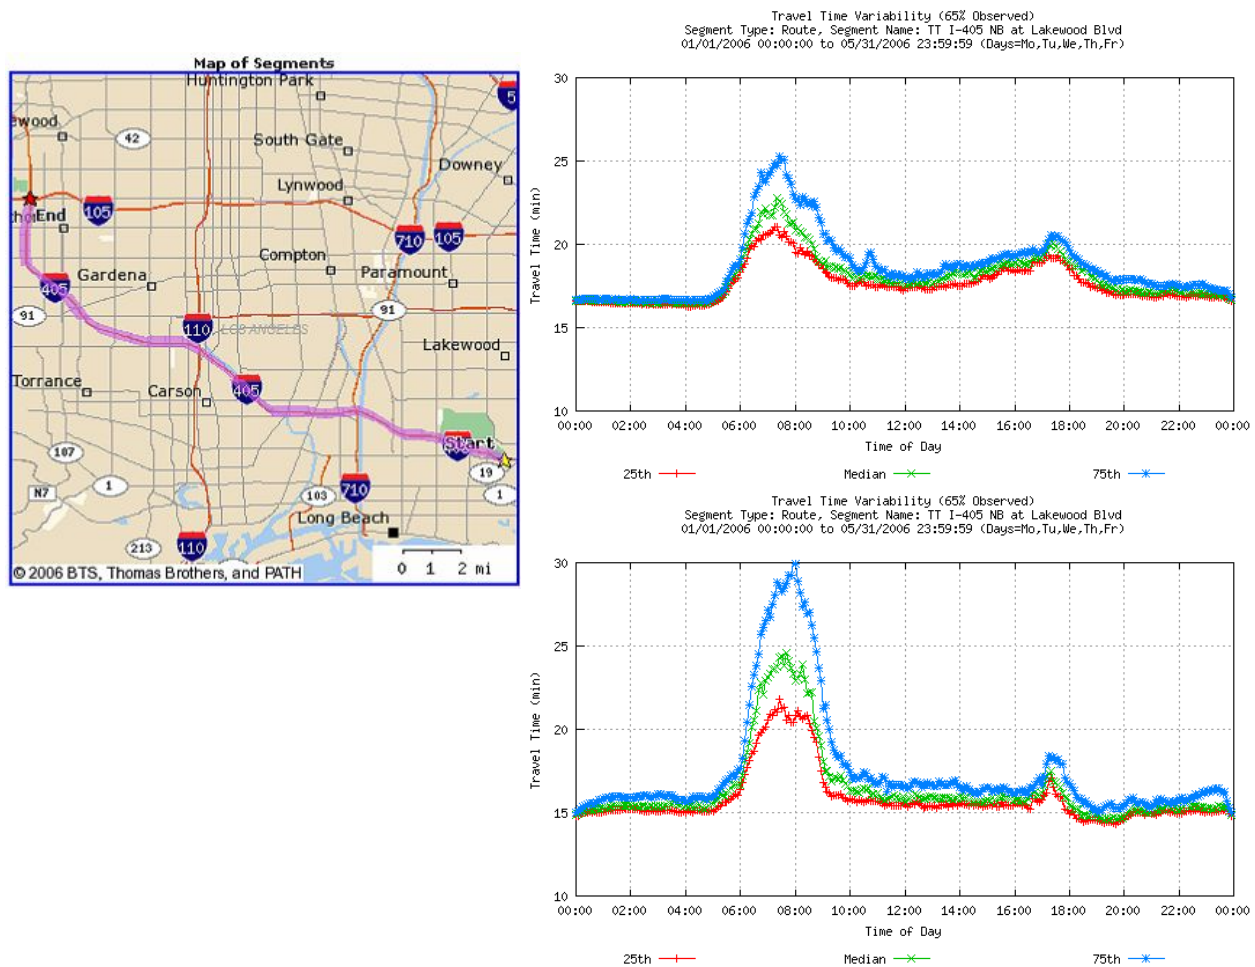 Map of Segments
Huntington Park
5
ewood
42
South Gate
Downey
Lynwood
105
End
710
105
Compton
Gardena
Paramount
405
91
91
110
LOS ANGELES
Lakewood
Torrance
Carson
405
Start
107
19
1
1
N7
103
710
Long Beach
213
110
0 1 2 mi
© 2006 BTS, Thomas Brothers, and PATH
Travel Time Variability (65% Observed)
Segment Type: Route, Segment Name: TT I-405 NB at Lakewood Blvd
01/01/2006 00:00:00 to 05/31/2006 23:59:59 (Days=Mo,Tu,We,Th,Fr)
30
25
20
15
10
Travel Time (min)
00:00 02:00 04:00 06:00 08:00 10:00 12:00 14:00 16:00 18:00 20:00 22:00 00:00
Time of Day
25th Median 75th
Travel Time Variability (65% Observed)
Segment Type: Route, Segment Name: TT I-405 NB at Lakewood Blvd
01/01/2006 00:00:00 to 05/31/2006 23:59:59 (Days=Mo,Tu,We,Th,Fr)
30
25
20
15
10
Travel Time (min)
00:00 02:00 04:00 06:00 08:00 10:00 12:00 14:00 16:00 18:00 20:00 22:00 00:00
Time of Day
25th Median 75th